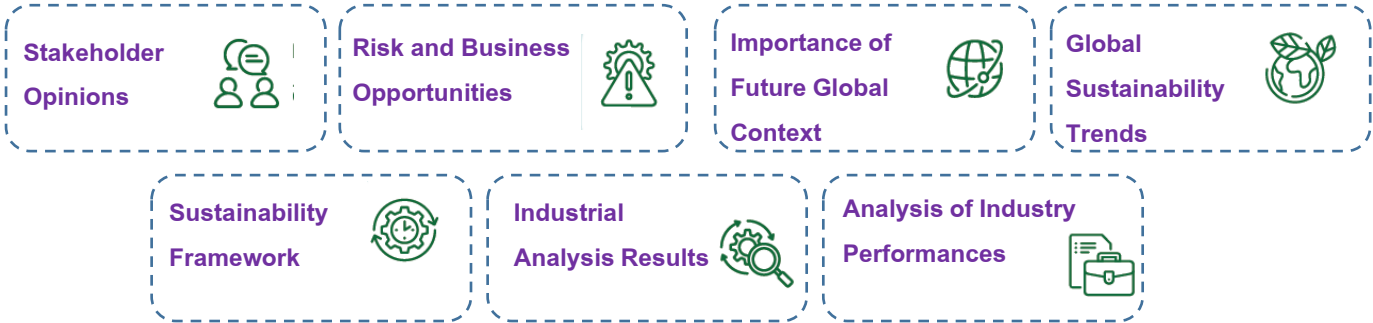 Stakeholder
Opinions
Risk and Business
Opportunities
Importance of
Future Global
Context
Global
Sustainability
Trends
Sustainability
Framework
Industrial
Analysis Results
Analysis of Industry
Performances